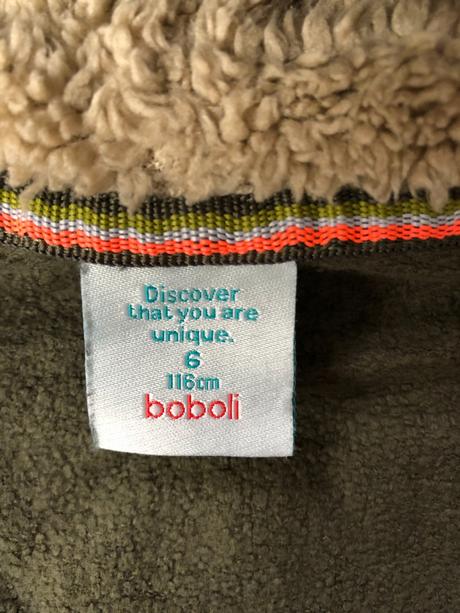 Discover
that you are
unique.
6
116cm
boboli